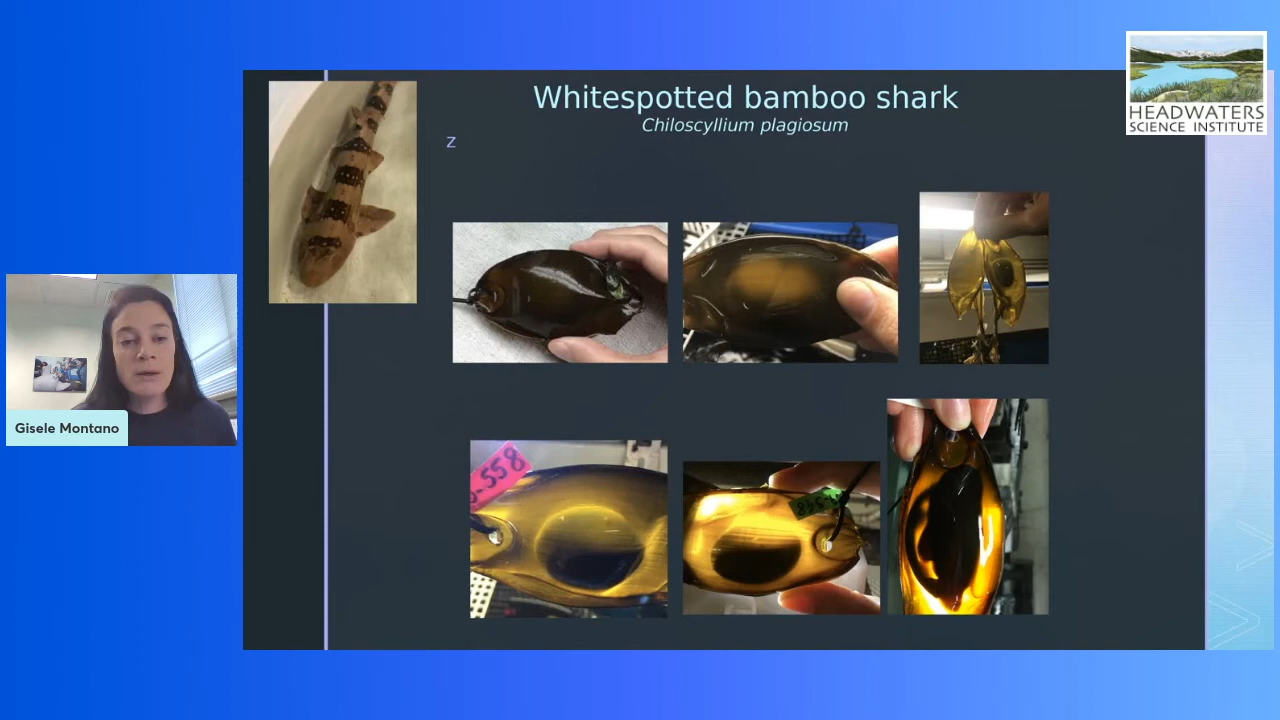 Whitespotted bamboo shark
Chiloscyllium plagiosum
z
HEADWATERS
SCIENCE INSTITUTE
Gisele Montano
-558